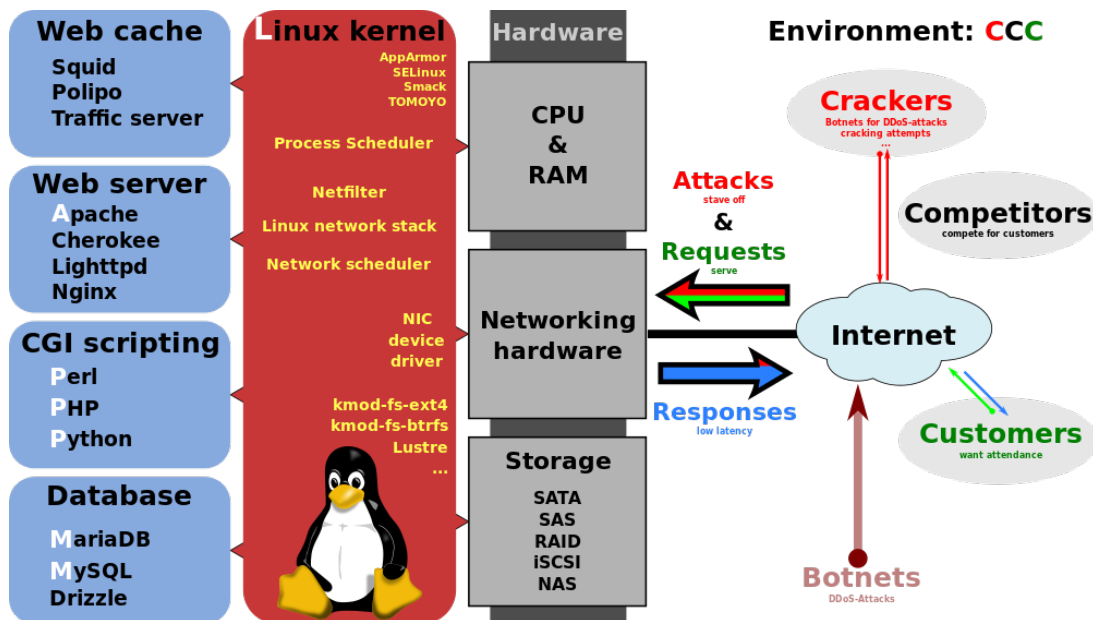 Web cache
Squid
Polipo
Traffic server
Web server
Apache
Cherokee
Lighttpd
Nginx
CGI scripting
Perl
PHP
Python
Database
MariaDB
MySQL
Drizzle
Linux kernel
AppArmor
SELinux
Smack
TOMOYO
Process Scheduler
Netfilter
Linux network stack
Network scheduler
NIC
device
driver
kmod-fs-ext4
kmod-fs-btrfs
Lustre
...
Hardware
CPU
&
RAM
Networking
hardware
Storage
SATA
SAS
RAID
iSCSI
NAS
Environment: CCC
Crackers
Botnets for DDoS-attacks
cracking attempts
...
Attacks
stave off
&
Requests
serve
Competitors
compete for customers
Internet
Responses
low latency
Customers
want attendance
Botnets
DDoS-Attacks